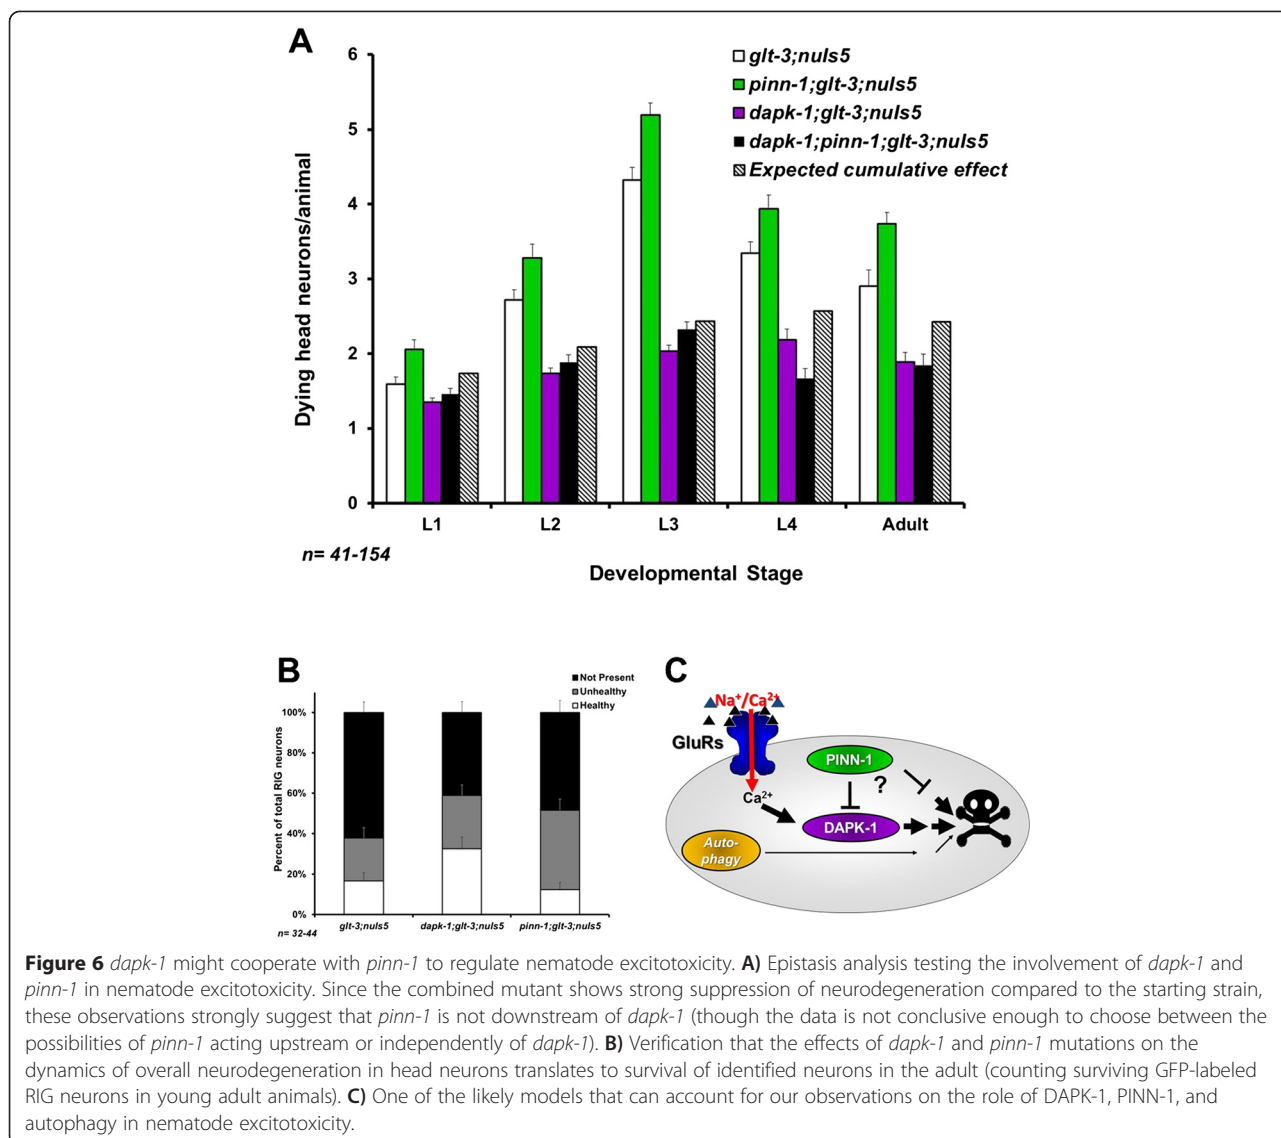 A
6
5
4
3
2
1
0
Dying head neurons/animal
glt-3;nuIs5
pinn-1;glt-3;nuIs5
dapk-1;glt-3;nuIs5
dapk-1;pinn-1;glt-3;nuIs5
Expected cumulative effect
L1 L2 L3 L4 Adult
n= 41-154
Developmental Stage
B
Not Present
Unhealthy
Healthy
100%
80%
60%
40%
20%
0%
Percent of total RIG neurons
glt-3;nuIs5 dapk-1;glt-3;nuIs5 pinn-1;glt-3;nuIs5
n= 32-44
C
Na⁺/Ca²⁺
GluRs
PINN-1
?
Ca²⁺
DAPK-1
Auto-
phagy
Figure 6 dapk-1 might cooperate with pinn-1 to regulate nematode excitotoxicity. A) Epistasis analysis testing the involvement of dapk-1 and
pinn-1 in nematode excitotoxicity. Since the combined mutant shows strong suppression of neurodegeneration compared to the starting strain,
these observations strongly suggest that pinn-1 is not downstream of dapk-1 (though the data is not conclusive enough to choose between the
possibilities of pinn-1 acting upstream or independently of dapk-1). B) Verification that the effects of dapk-1 and pinn-1 mutations on the
dynamics of overall neurodegeneration in head neurons translates to survival of identified neurons in the adult (counting surviving GFP-labeled
RIG neurons in young adult animals). C) One of the likely models that can account for our observations on the role of DAPK-1, PINN-1, and
autophagy in nematode excitotoxicity.